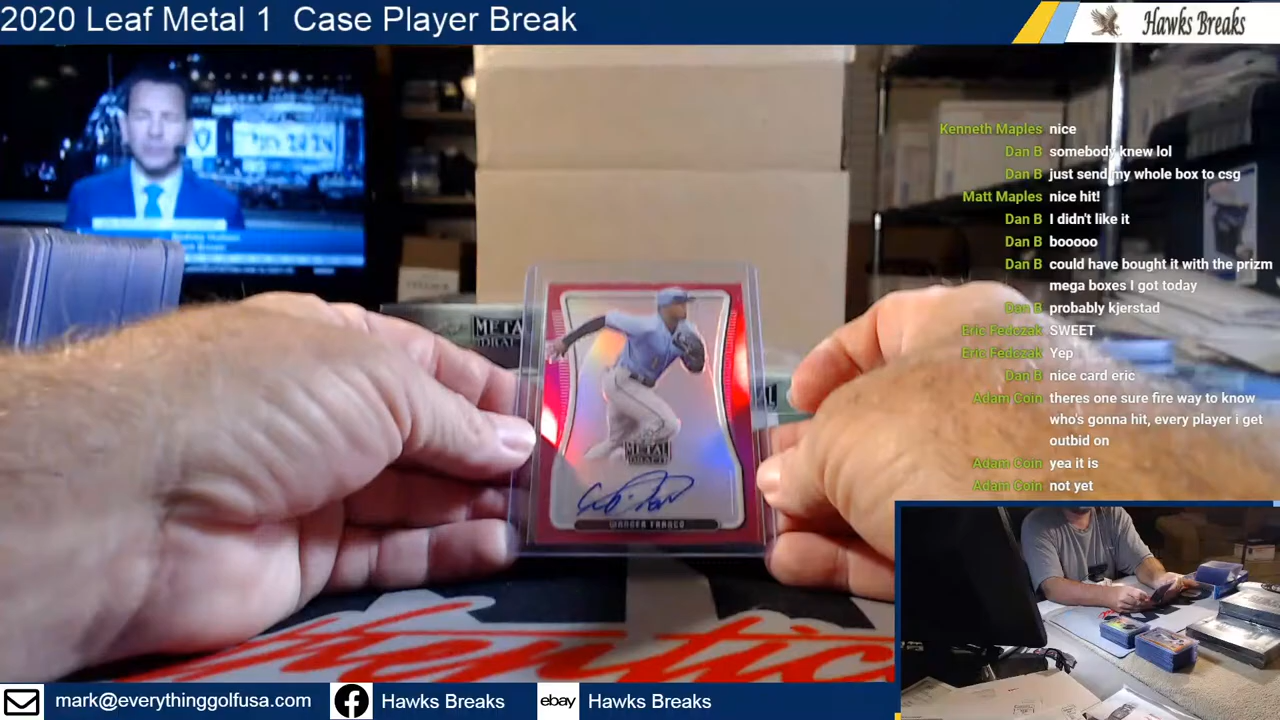 2020 Leaf Metal 1 Case Player Break
Hawks Breaks
Kenneth Maples nice
Dan B somebody knew lol
Dan B just send my whole box to csg
Matt Maples nice hit!
Dan B I didn't like it
Dan B booooo
Dan B could have bought it with the prizm
mega boxes I got today
Dan B probably kjerstad
Eric Fedczak SWEET
Eric Fedczak Yep
Dan B nice card eric
Adam Coin theres one sure fire way to know
who's gonna hit, every player i get
outbid on
Adam Coin yea it is
Adam Coin not yet
METAL
DRAFT
METAL
DRAFT
WANDER FRANCO
mark@everythinggolfusa.com
Hawks Breaks
ebay
Hawks Breaks